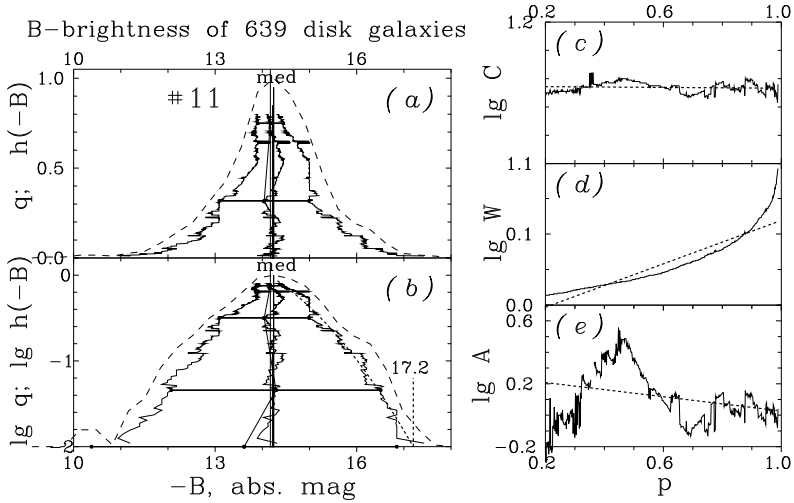 B-brightness of 639 disk galaxies
10 13 16
1.0
0.5
0.0
q; h(-B)
med
#11
(a)
0
-1
-2
lg q; lg h(-B)
med
(b)
17.2
10 13 16
-B, abs. mag
0.2 0.6 1.0
1.2
lg C
(c)
1.1
0.1
0.0
lg W
(d)
0.6
0.2
-0.2
lg A
(e)
0.2 0.6 1.0
p